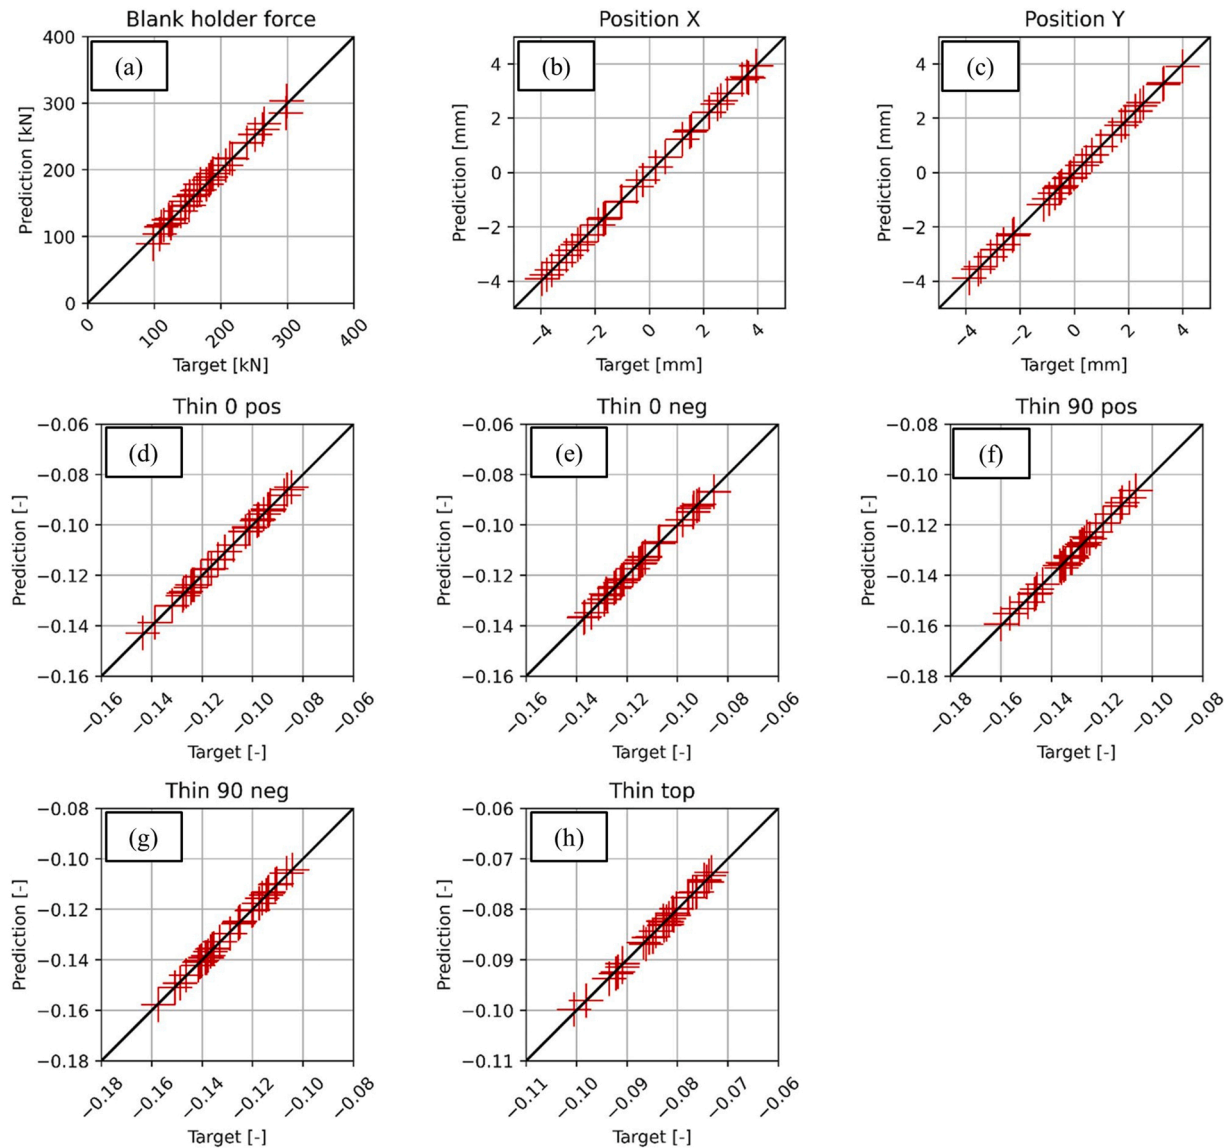 Blank holder force
(a)
Prediction [kN]
400
300
200
100
0
0 100 200 300 400
Target [kN]
Position X
(b)
Prediction [mm]
4
2
0
−2
−4
−4 −2 0 2 4
Target [mm]
Position Y
(c)
Prediction [mm]
4
2
0
−2
−4
−4 −2 0 2 4
Target [mm]
Thin 0 pos
(d)
Prediction [-]
−0.06
−0.08
−0.10
−0.12
−0.14
−0.16
−0.16 −0.14 −0.12 −0.10 −0.08 −0.06
Target [-]
Thin 0 neg
(e)
Prediction [-]
−0.06
−0.08
−0.10
−0.12
−0.14
−0.16
−0.16 −0.14 −0.12 −0.10 −0.08 −0.06
Target [-]
Thin 90 pos
(f)
Prediction [-]
−0.08
−0.10
−0.12
−0.14
−0.16
−0.18
−0.18 −0.16 −0.14 −0.12 −0.10 −0.08
Target [-]
Thin 90 neg
(g)
Prediction [-]
−0.08
−0.10
−0.12
−0.14
−0.16
−0.18
−0.18 −0.16 −0.14 −0.12 −0.10 −0.08
Target [-]
Thin top
(h)
Prediction [-]
−0.06
−0.07
−0.08
−0.09
−0.10
−0.11
−0.11 −0.10 −0.09 −0.08 −0.07 −0.06
Target [-]